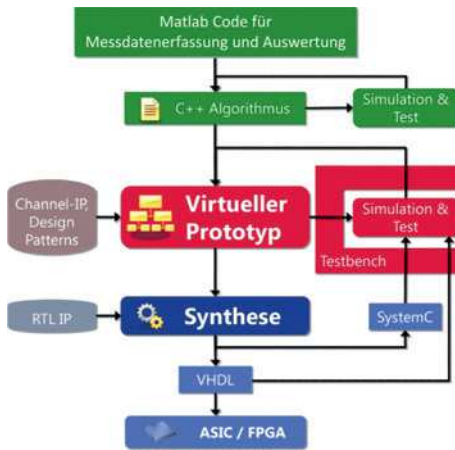 Matlab Code für
Messdatenerfassung und Auswertung
C++ Algorithmus
Simulation &
Test
Channel-IP,
Design
Patterns
Virtueller
Prototyp
Simulation &
Test
Testbench
RTL IP
Synthese
SystemC
VHDL
ASIC / FPGA